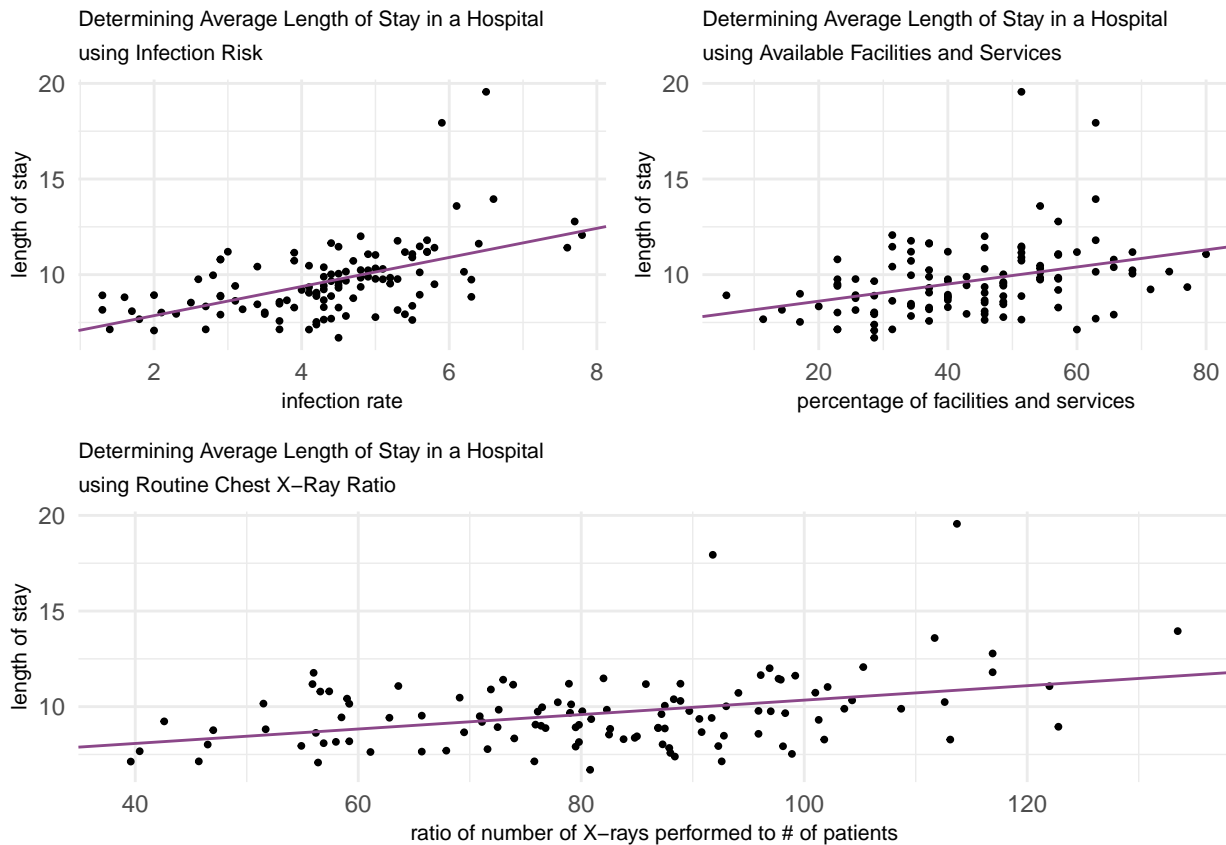 Determining Average Length of Stay in a Hospital
using Infection Risk
20
15
10
length of stay
2 4 6 8
infection rate
Determining Average Length of Stay in a Hospital
using Available Facilities and Services
20
15
10
length of stay
20 40 60 80
percentage of facilities and services
Determining Average Length of Stay in a Hospital
using Routine Chest X−Ray Ratio
20
15
10
length of stay
40 60 80 100 120
ratio of number of X−rays performed to # of patients